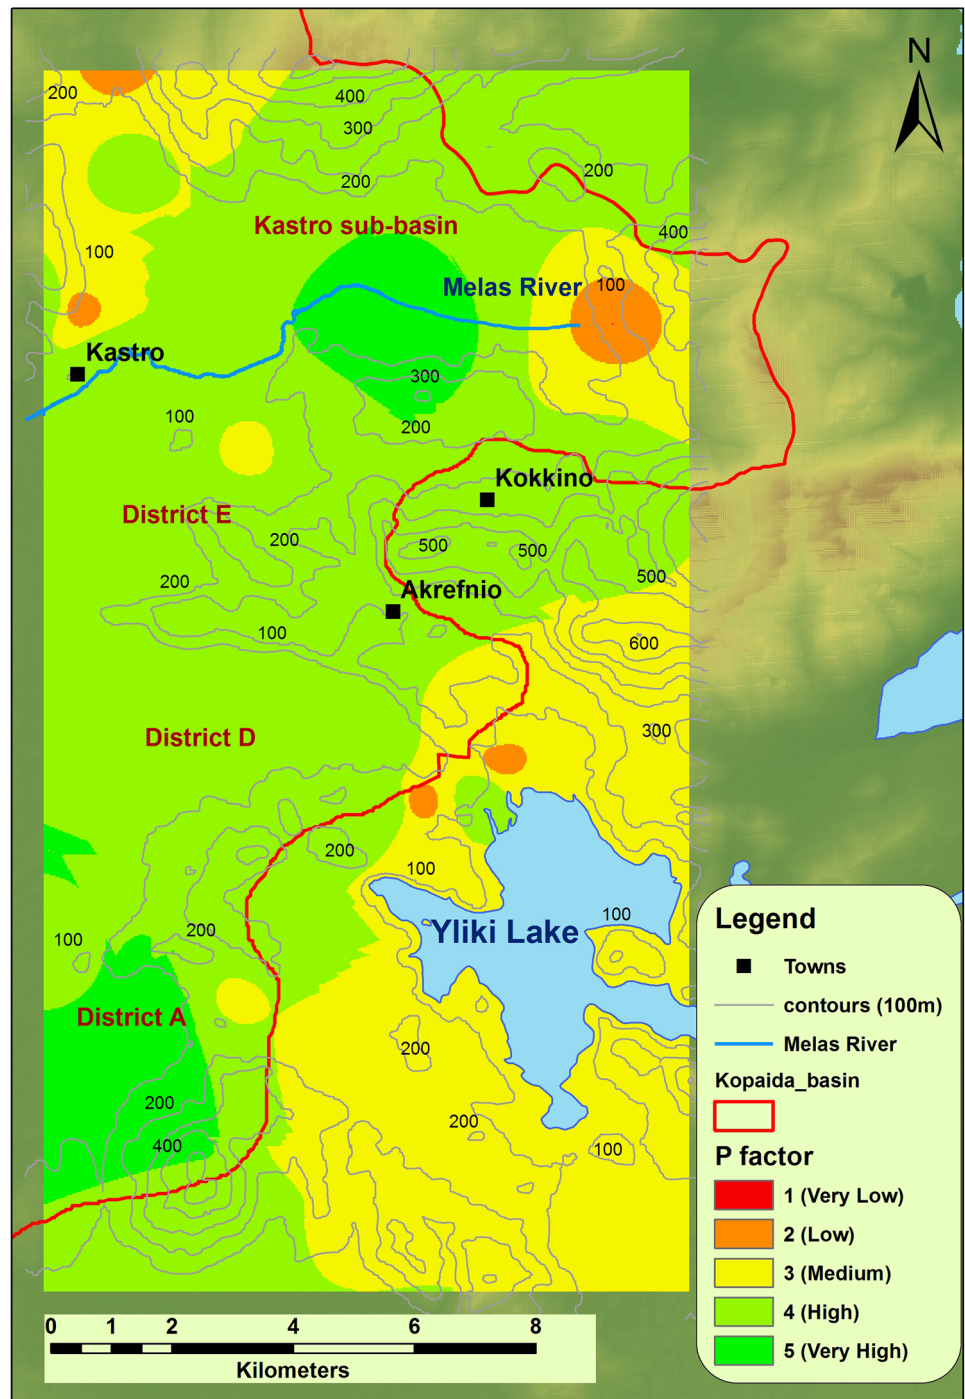 N
200
400
300
200
200
Kastro sub-basin
400
100
Melas River
100
Kastro
300
100
200
Kokkino
District E
200
500
500
500
200
Akrefnio
100
600
District D
300
200
100
100
Yliki Lake
200
100
District A
200
200
200
100
400
Legend
Towns
contours (100m)
Melas River
Kopaida_basin
P factor
1 (Very Low)
2 (Low)
3 (Medium)
4 (High)
5 (Very High)
0 1 2 4 6 8
Kilometers